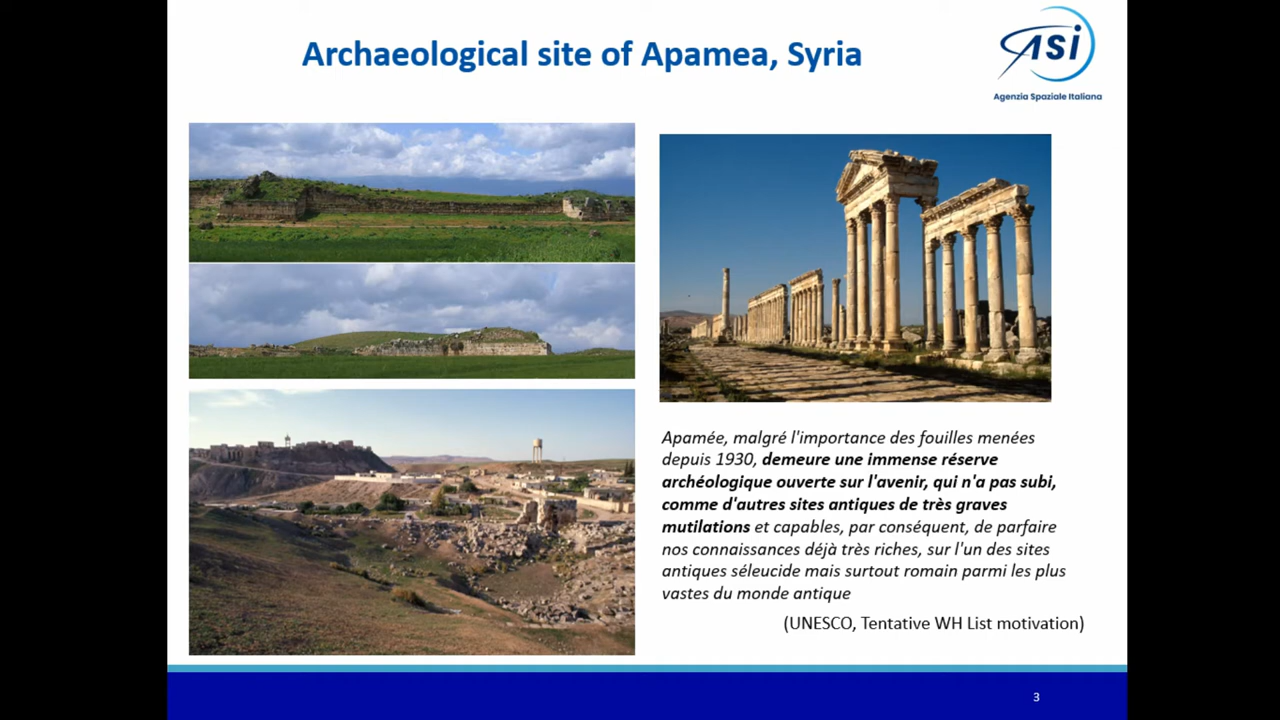 Archaeological site of Apamea, Syria
ASI
Agenzia Spaziale Italiana
Apamée, malgré l'importance des fouilles menées
depuis 1930, demeure une immense réserve
archéologique ouverte sur l'avenir, qui n'a pas subi,
comme d'autres sites antiques de très graves
mutilations et capables, par conséquent, de parfaire
nos connaissances déjà très riches, sur l'un des sites
antiques séleucide mais surtout romain parmi les plus
vastes du monde antique
(UNESCO, Tentative WH List motivation)
3